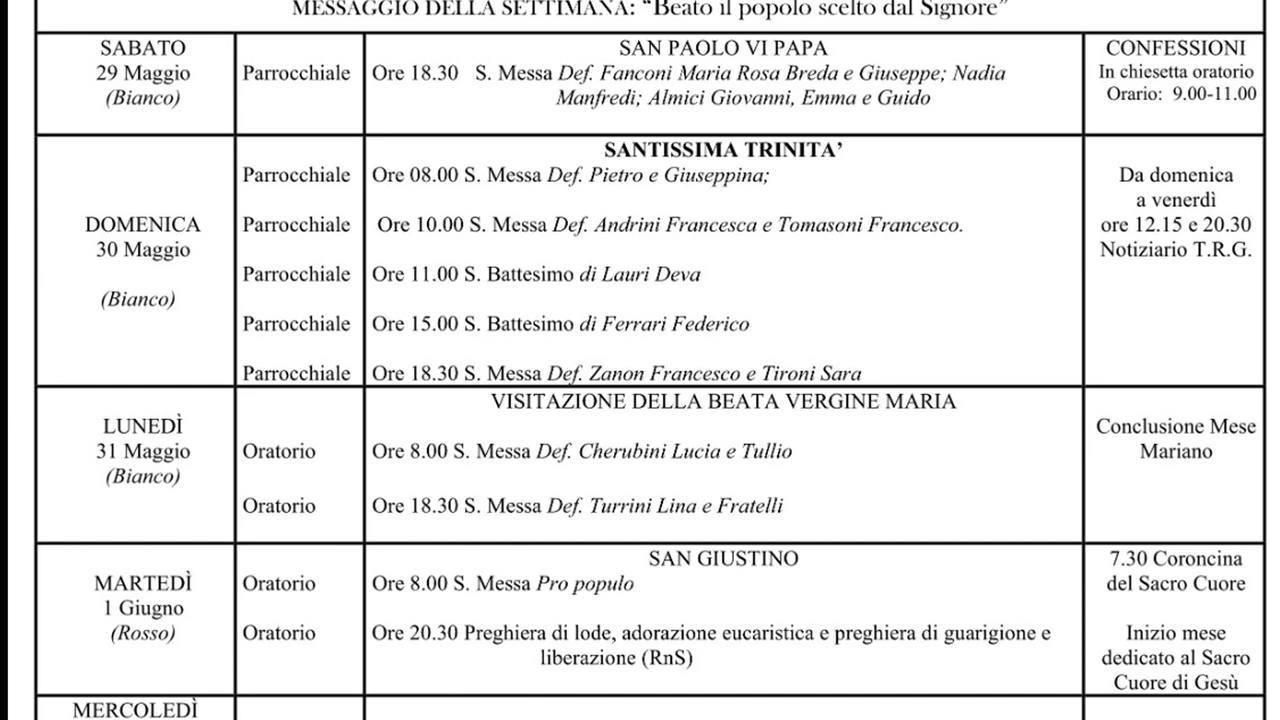 MESSAGGIO DELLA SETTIMANA: “Beato il popolo scelto dal Signore”
SABATO
29 Maggio
(Bianco)
Parrocchiale
SAN PAOLO VI PAPA
Ore 18.30 S. Messa Def. Fanconi Maria Rosa Breda e Giuseppe; Nadia
Manfredi; Almici Giovanni, Emma e Guido
CONFESSIONI
In chiesetta oratorio
Orario: 9.00-11.00
DOMENICA
30 Maggio
(Bianco)
SANTISSIMA TRINITA’
Parrocchiale Ore 08.00 S. Messa Def. Pietro e Giuseppina;
Parrocchiale Ore 10.00 S. Messa Def. Andrini Francesca e Tomasoni Francesco.
Parrocchiale Ore 11.00 S. Battesimo di Lauri Deva
Parrocchiale Ore 15.00 S. Battesimo di Ferrari Federico
Parrocchiale Ore 18.30 S. Messa Def. Zanon Francesco e Tironi Sara
Da domenica
a venerdì
ore 12.15 e 20.30
Notiziario T.R.G.
LUNEDÌ
31 Maggio
(Bianco)
VISITAZIONE DELLA BEATA VERGINE MARIA
Oratorio Ore 8.00 S. Messa Def. Cherubini Lucia e Tullio
Oratorio Ore 18.30 S. Messa Def. Turrini Lina e Fratelli
Conclusione Mese
Mariano
MARTEDÌ
1 Giugno
(Rosso)
SAN GIUSTINO
Oratorio Ore 8.00 S. Messa Pro populo
Oratorio Ore 20.30 Preghiera di lode, adorazione eucaristica e preghiera di guarigione e
liberazione (RnS)
7.30 Coroncina
del Sacro Cuore
Inizio mese
dedicato al Sacro
Cuore di Gesù
MERCOLEDÌ